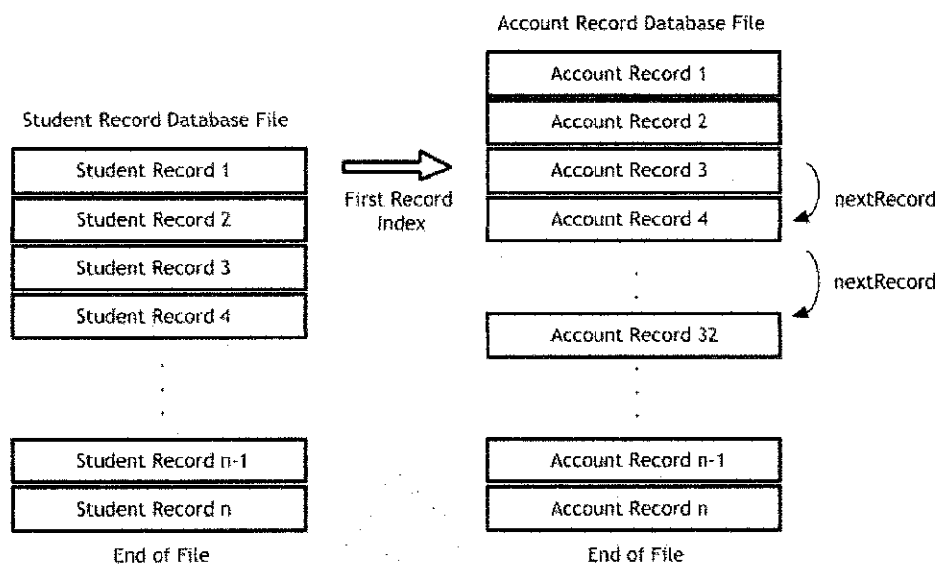 Account Record Database File
Account Record 1
Account Record 2
Account Record 3
Account Record 4
Account Record 32
Account Record n-1
Account Record n
End of File
nextRecord
nextRecord
Student Record Database File
Student Record 1
Student Record 2
Student Record 3
Student Record 4
Student Record n-1
Student Record n
End of File
First Record
Index